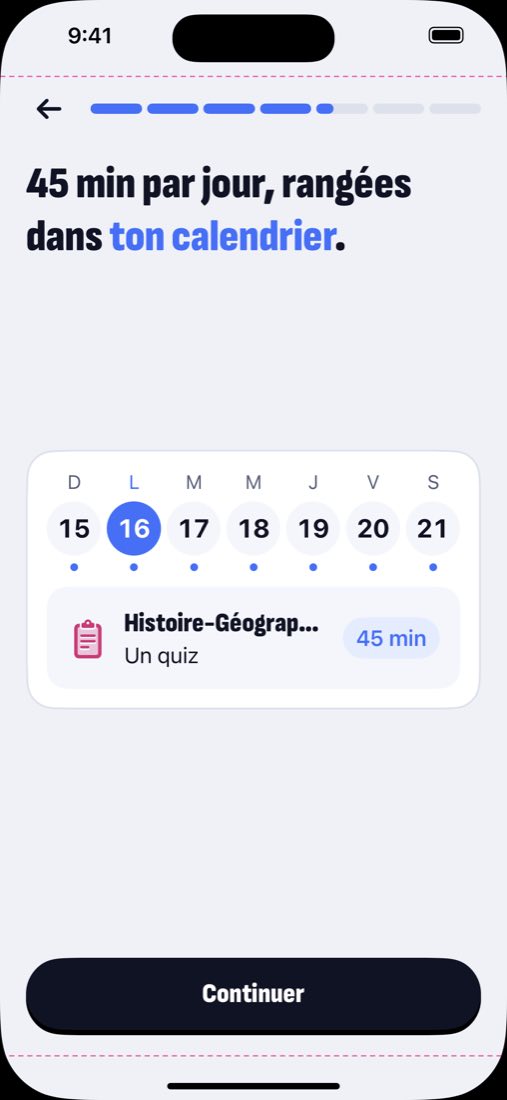 9:41
45 min par jour, rangées
dans ton calendrier.
D L M M J V S
15 16 17 18 19 20 21
Histoire-Géograp...
Un quiz
45 min
Continuer